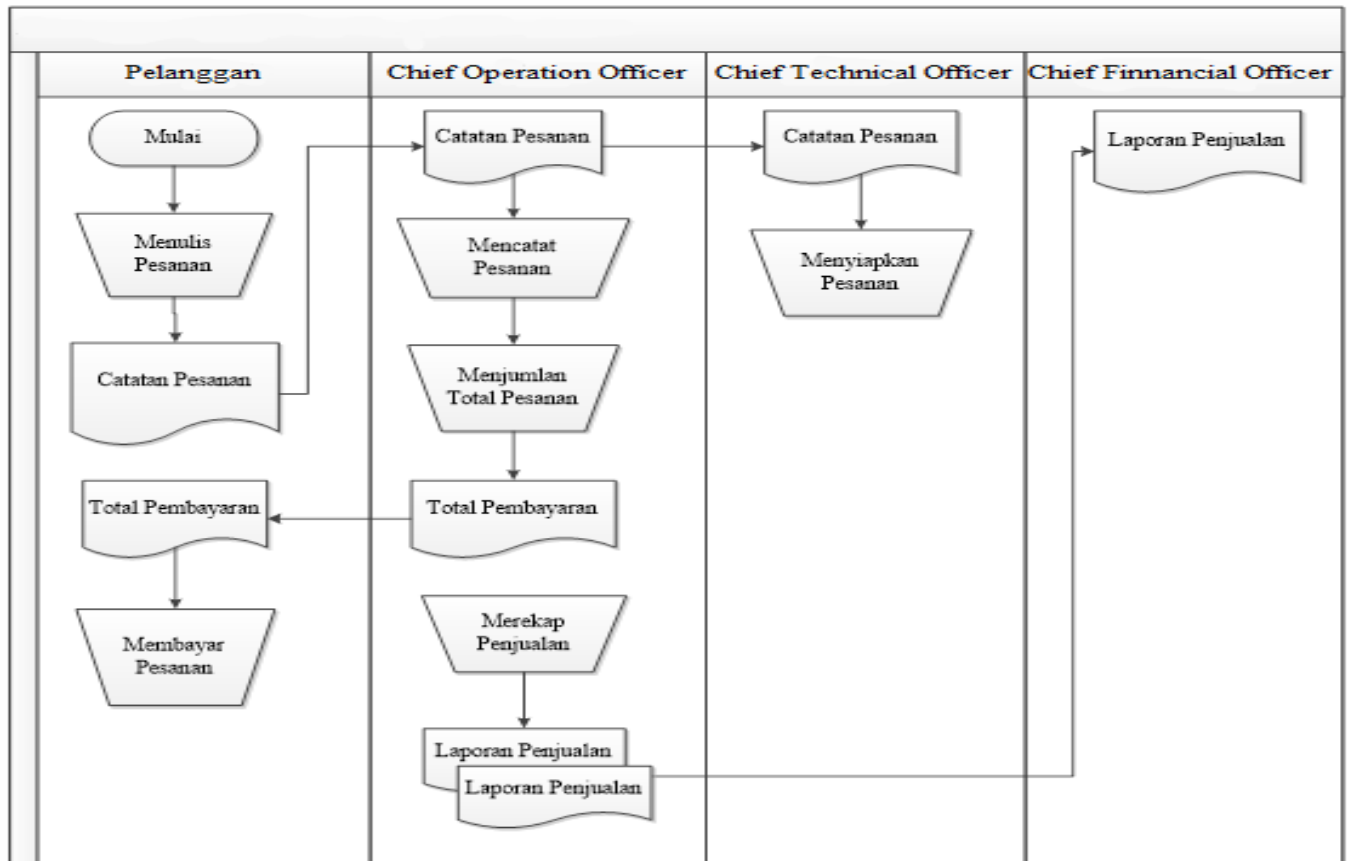 Pelanggan
Chief Operation Officer
Chief Technical Officer
Chief Finnancial Officer
Mulai
Menulis
Pesanan
Catatan Pesanan
Total Pembayaran
Membayar
Pesanan
Catatan Pesanan
Mencatat
Pesanan
Menjumlan
Total Pesanan
Total Pembayaran
Merekap
Penjualan
Laporan Penjualan
Laporan Penjualan
Catatan Pesanan
Menyiapkan
Pesanan
Laporan Penjualan